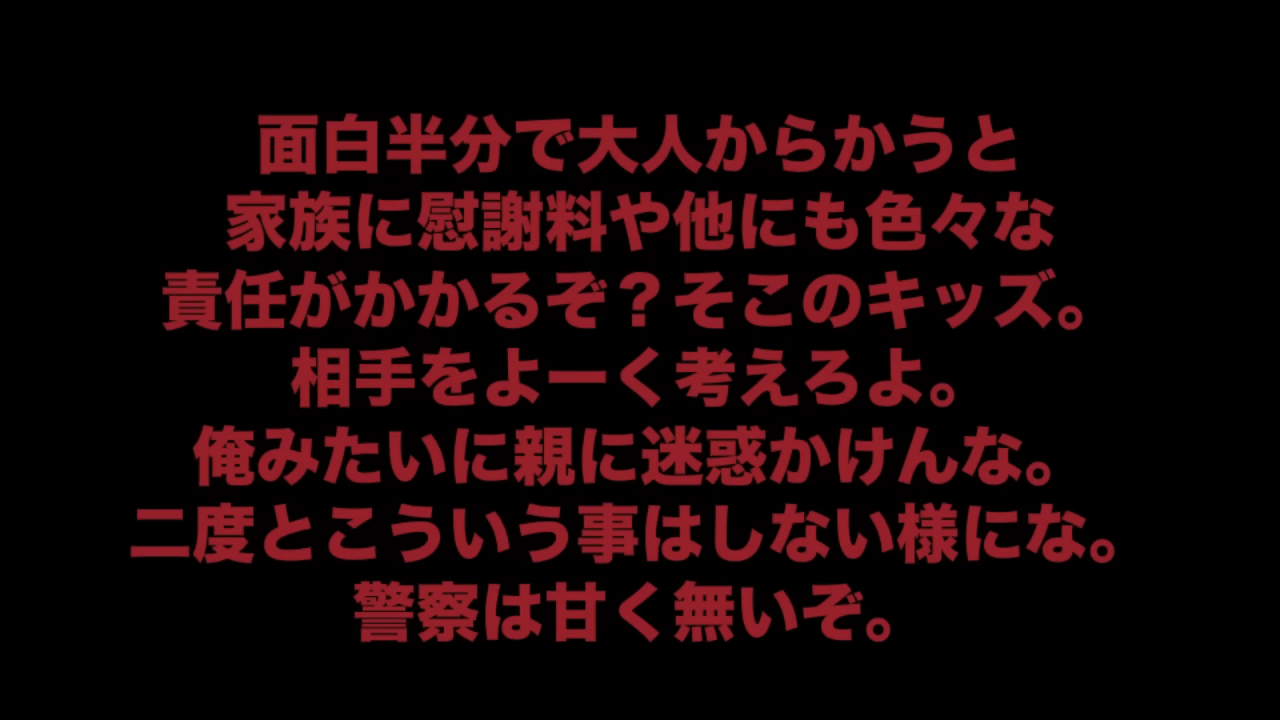 面白半分で大人からかうと
家族に慰謝料や他にも色々な
責任がかかるぞ？そこのキッズ。
相手をよーく考えろよ。
俺みたいに親に迷惑かけんな。
二度とこういう事はしない様にな。
警察は甘く無いぞ。